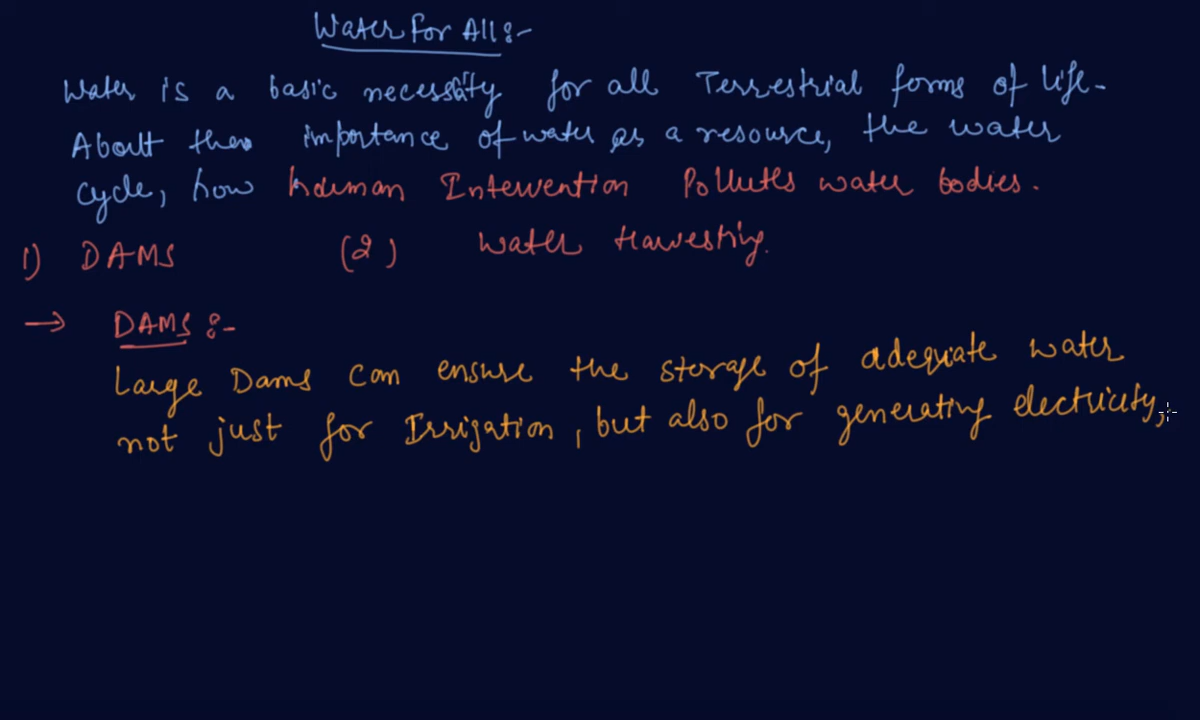 Water for All :-
Water is a basic necessity for all Terrestrial forms of life.
About the importance of water as a resource, the water
cycle, how human Intervention Pollutes water bodies.
1) DAMS (2) Water Harvesting.
→ DAMS :-
Large Dams can ensure the storage of adequate water
not just for Irrigation, but also for generating electricity,